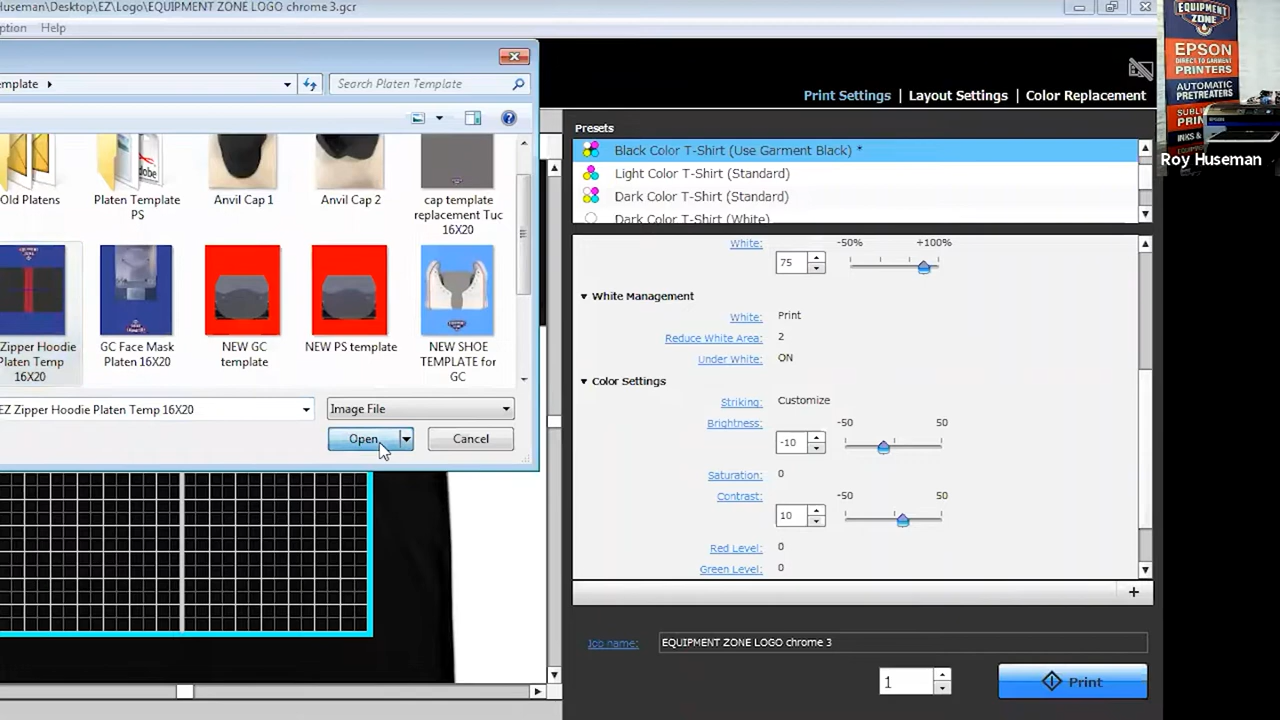 Huseman\Desktop\EZ\Logo\EQUIPMENT ZONE LOGO chrome 3.gcr
ption Help
emplate
Search Platen Template
Old Platens
Platen Template PS
Anvil Cap 1
Anvil Cap 2
cap template
replacement Tuc
16X20
Zipper Hoodie
Platen Temp
16X20
GC Face Mask
Platen 16X20
NEW GC
template
NEW PS template
NEW SHOE
TEMPLATE for
GC
EZ Zipper Hoodie Platen Temp 16X20
Image File
Open
Cancel
Print Settings | Layout Settings | Color Replacement
Presets
Black Color T-Shirt (Use Garment Black) *
Light Color T-Shirt (Standard)
Dark Color T-Shirt (Standard)
Dark Color T-Shirt (White)
White:
75
-50%
+100%
White Management
White: Print
Reduce White Area: 2
Under White: ON
Color Settings
Striking: Customize
Brightness:
-10
-50
50
Saturation: 0
Contrast:
10
-50
50
Red Level: 0
Green Level: 0
+
Job name: EQUIPMENT ZONE LOGO chrome 3
1
Print
EQUIPMENT
ZONE
EPSON
DIRECT TO GARMENT
PRINTERS
AUTOMATIC
PRETREATERS
Roy Huseman